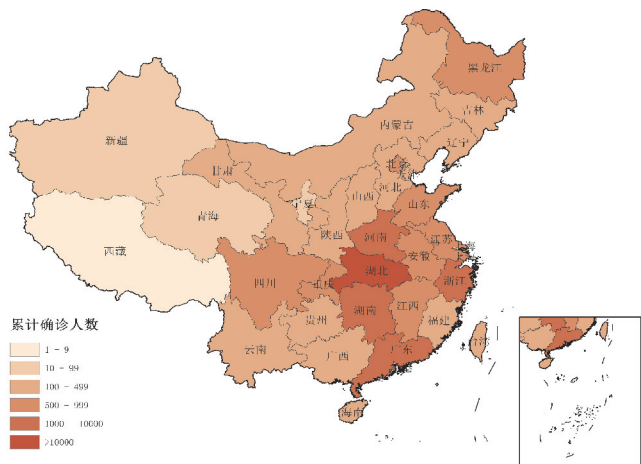 黑龙江
吉林
辽宁
内蒙古
新疆
甘肃
北京
河北
山西
宁夏
青海
山东
陕西
河南
江苏
西藏
安徽
上海
湖北
四川
重庆
浙江
湖南
江西
贵州
福建
云南
广西
广东
台湾
海南
累计确诊人数
1 - 9
10 - 99
100 - 499
500 - 999
1000 - 10000
>10000